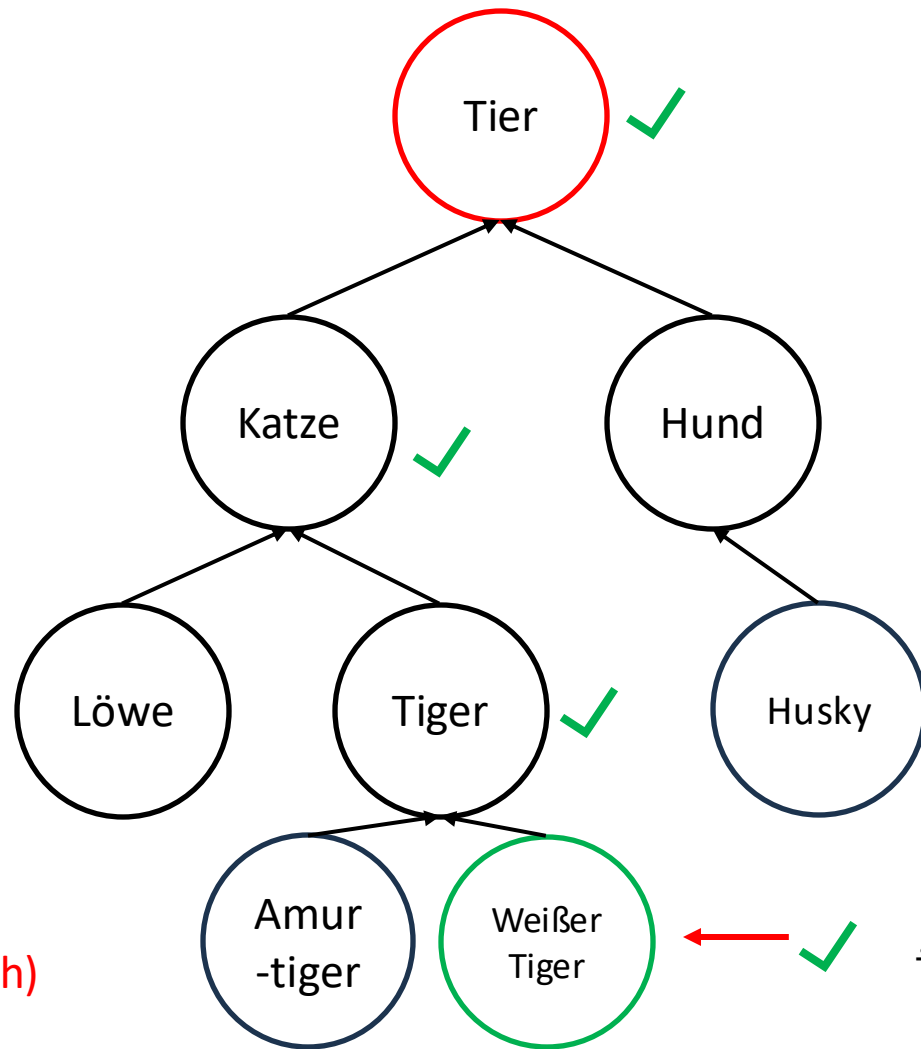 Tier
Katze
Hund
Löwe
Tiger
Husky
Amur
-tiger
Weißer
Tiger
h)